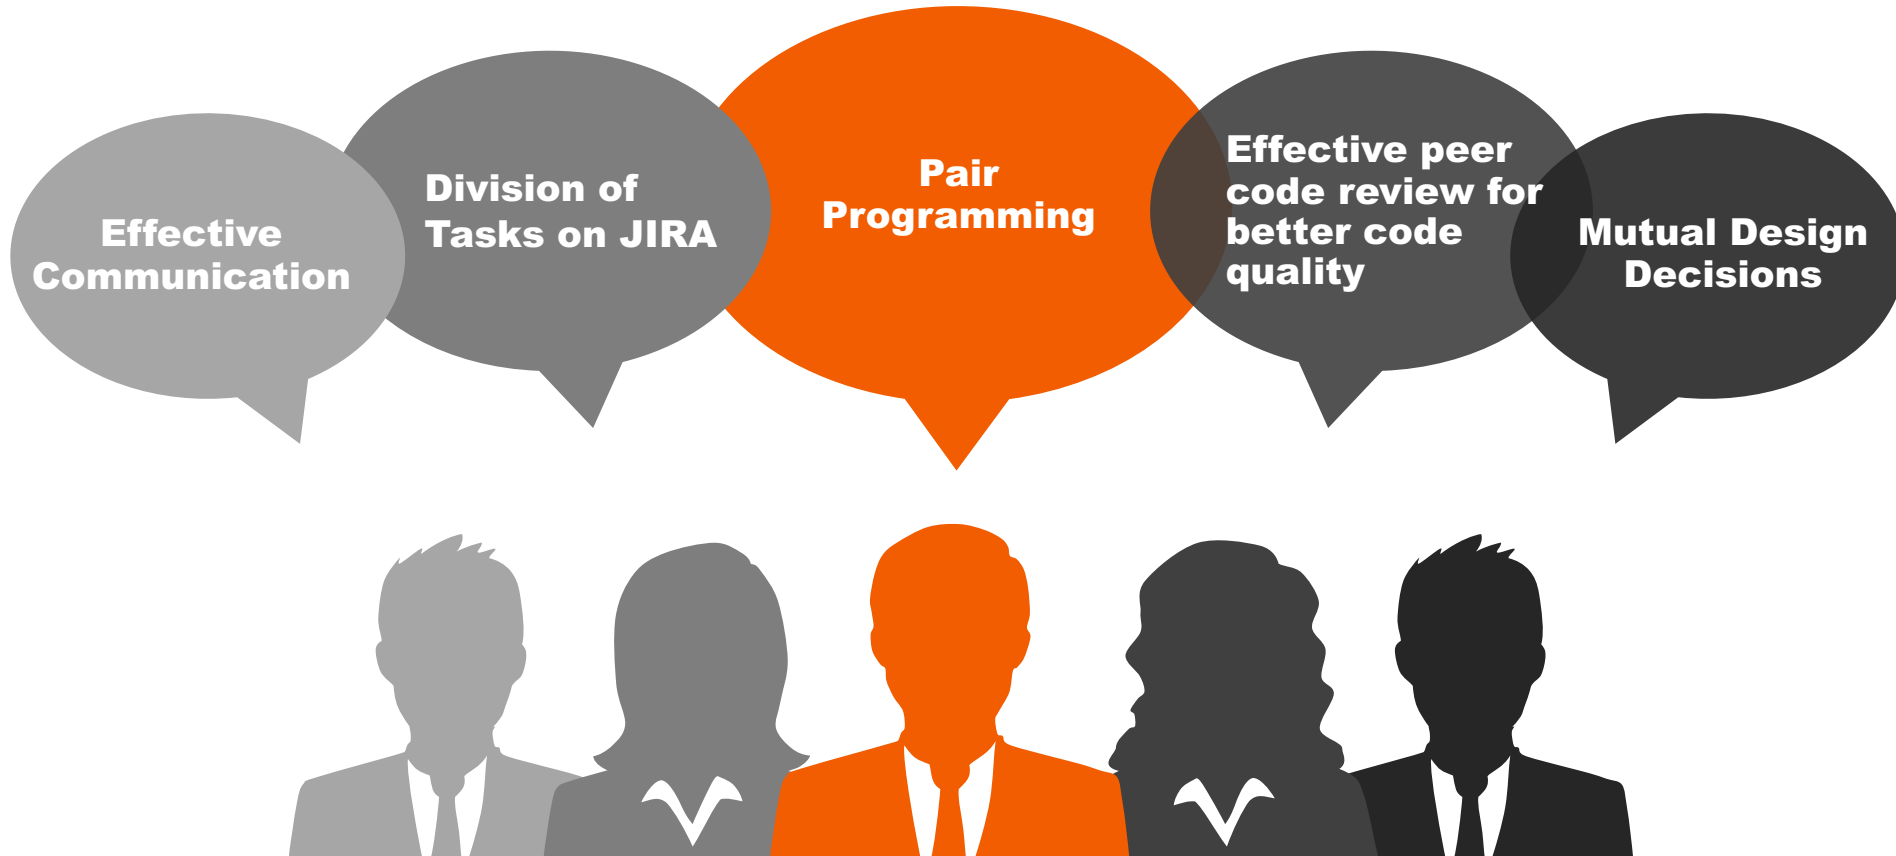 Effective
Communication
Division of
Tasks on JIRA
Pair
Programming
Effective peer
code review for
better code
quality
Mutual Design
Decisions